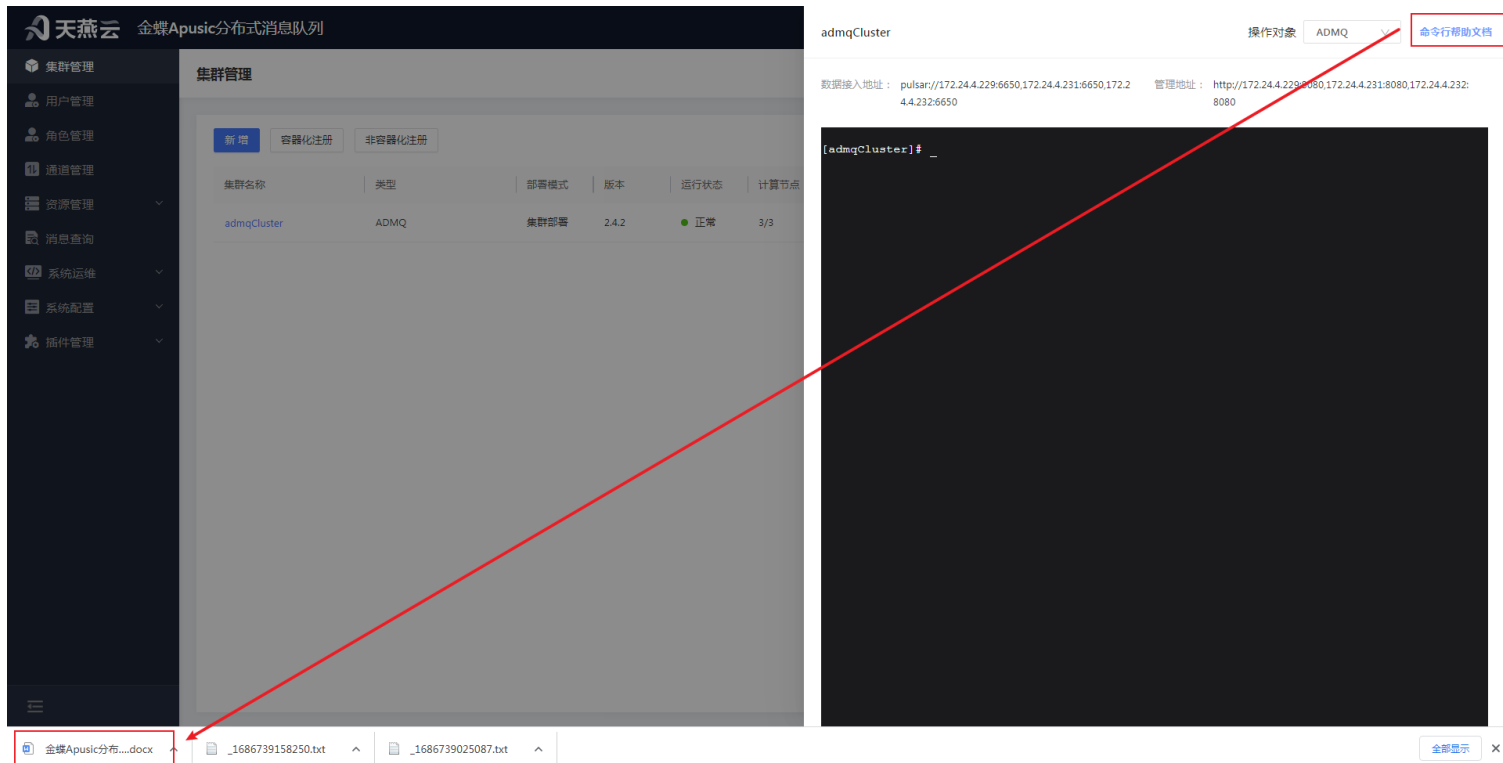 天燕云 金蝶Apusic分布式消息队列
集群管理
用户管理
角色管理
通道管理
资源管理
消息查询
系统运维
系统配置
插件管理
集群管理
新 增 容器化注册 非容器化注册
集群名称 类型 部署模式 版本 运行状态 计算节点
admqCluster ADMQ 集群部署 2.4.2 正常 3/3
admqCluster 操作对象 ADMQ 命令行帮助文档
数据接入地址： pulsar://172.24.4.229:6650,172.24.4.231:6650,172.2
4.4.232:6650
管理地址： http://172.24.4.229:8080,172.24.4.231:8080,172.24.4.232:
8080
[admqCluster]# _
金蝶Apusic分布....docx _1686739158250.txt _1686739025087.txt 全部显示